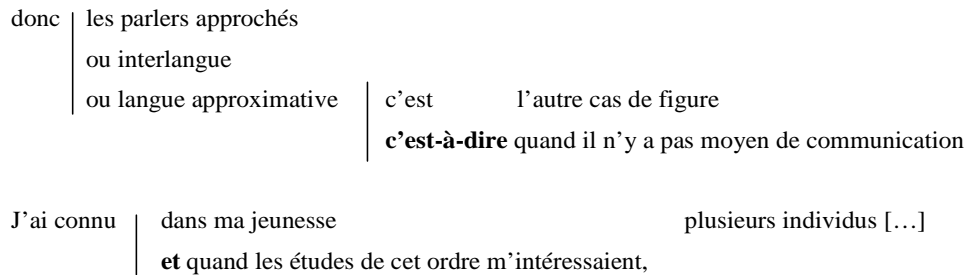 donc les parlers approchés
ou interlangue
ou langue approximative c’est l’autre cas de figure
c’est-à-dire quand il n’y a pas moyen de communication
J’ai connu dans ma jeunesse plusieurs individus […]
et quand les études de cet ordre m’intéressaient,